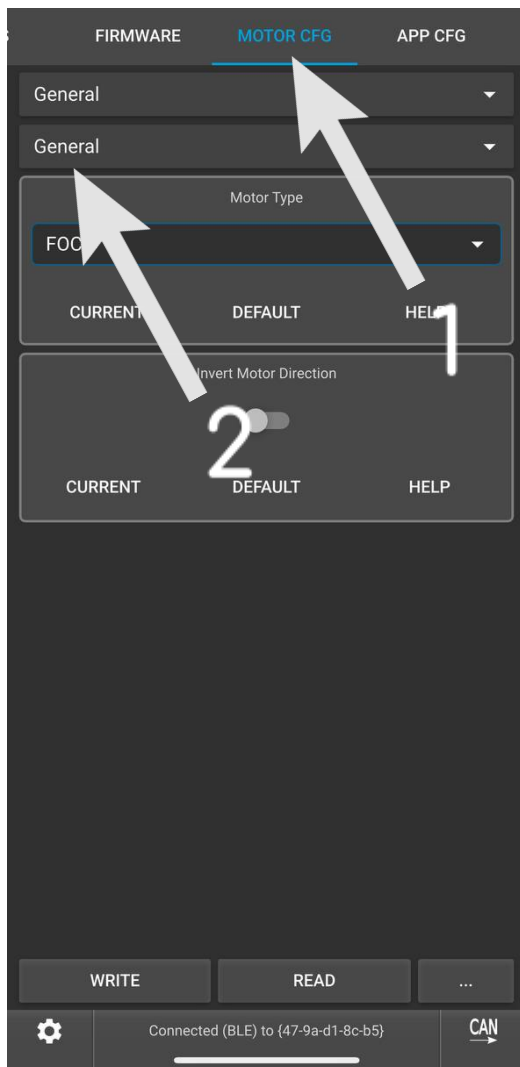 S FIRMWARE MOTOR CFG APP CFG
General
General
Motor Type
FOC
CURRENT DEFAULT HELP
1
Invert Motor Direction
2
CURRENT DEFAULT HELP
WRITE READ ...
Connected (BLE) to {47-9a-d1-8c-b5} CAN